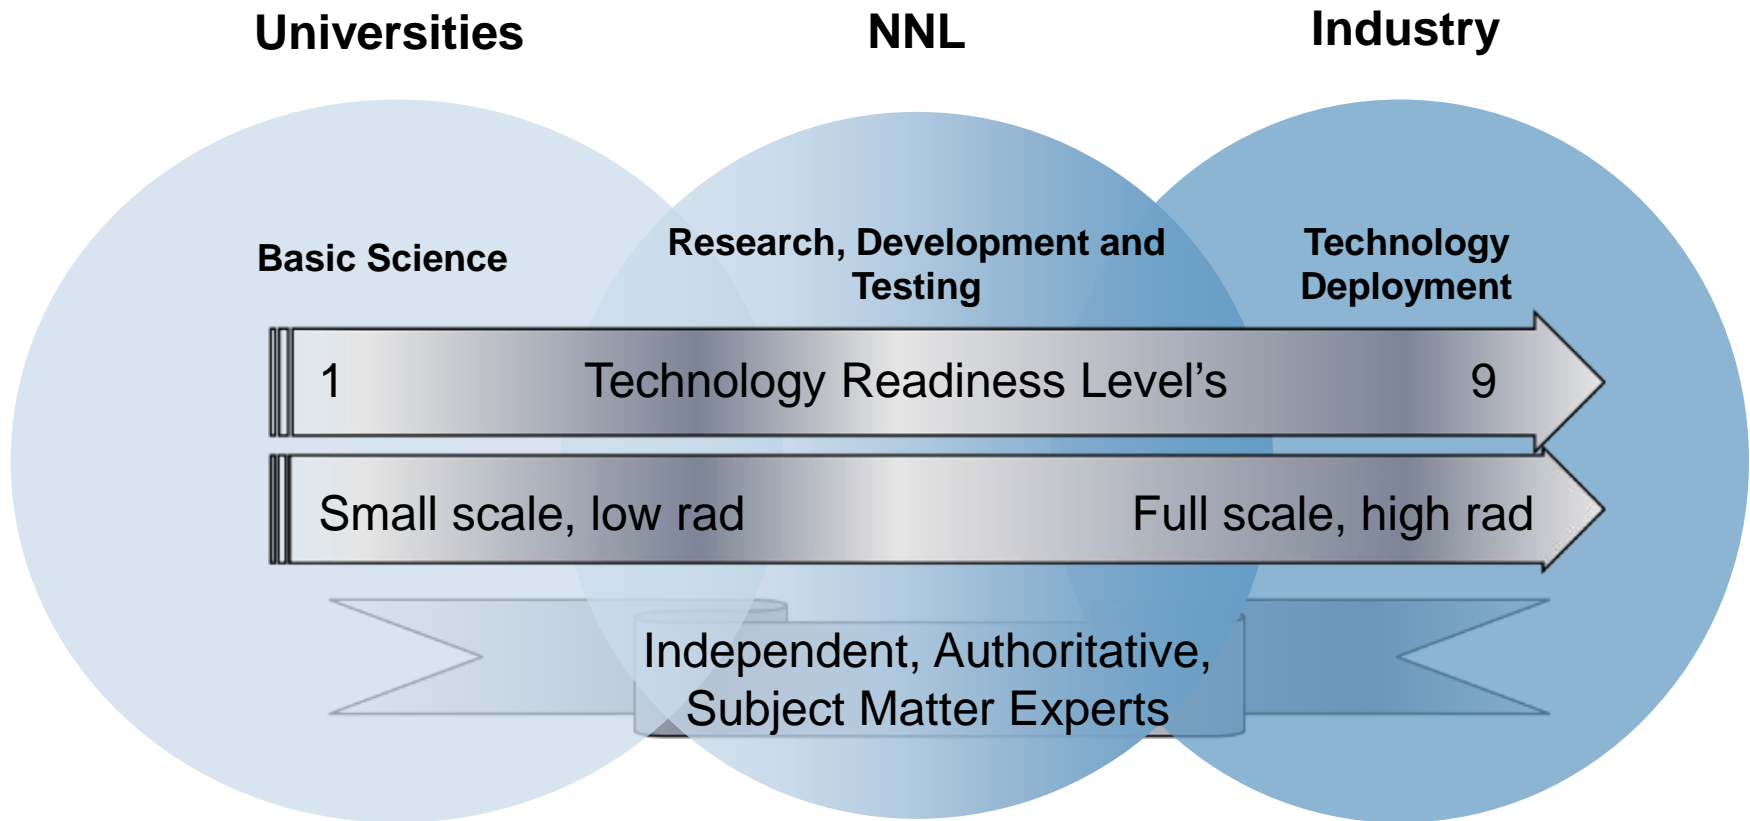 Universities NNL Industry
Basic Science
Research, Development and
Testing
Technology
Deployment
1 Technology Readiness Level's 9
Small scale, low rad Full scale, high rad
Independent, Authoritative,
Subject Matter Experts